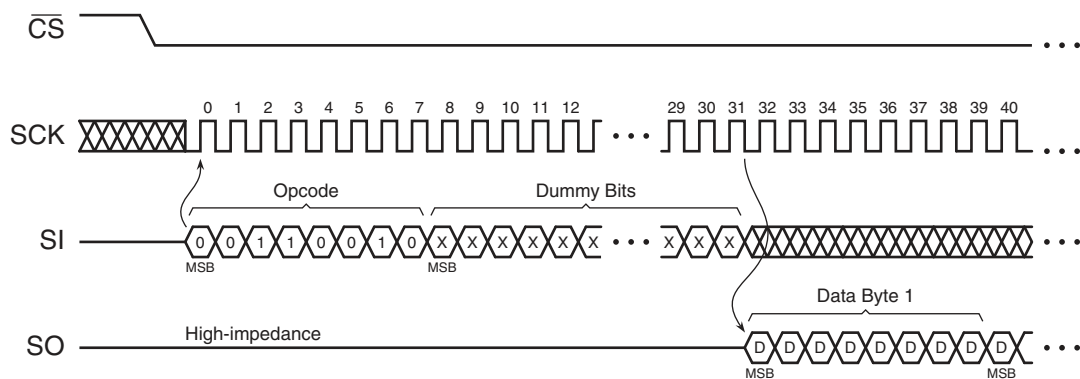 CS
SCK
0 1 2 3 4 5 6 7 8 9 10 11 12 29 30 31 32 33 34 35 36 37 38 39 40
Opcode Dummy Bits
SI
0 0 1 1 0 0 1 0 X X X X X X X X X
MSB MSB
Data Byte 1
High-impedance
SO
D D D D D D D D D
MSB MSB